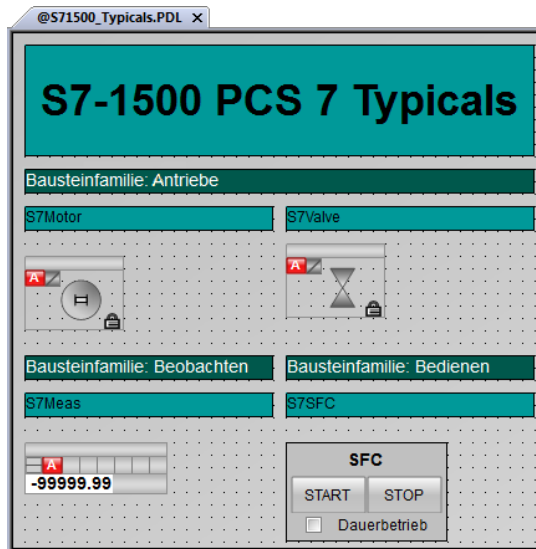 @S71500_Typicals.PDL X
S7-1500 PCS 7 Typicals
Bausteinfamilie: Antriebe
S7Motor
S7Valve
A
A
Bausteinfamilie: Beobachten
Bausteinfamilie: Bedienen
S7Meas
S7SFC
A
-99999.99
SFC
START STOP
Dauerbetrieb